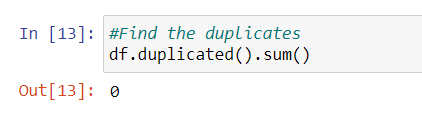 In [13]: #Find the duplicates
df.duplicated().sum()
Out[13]: 0